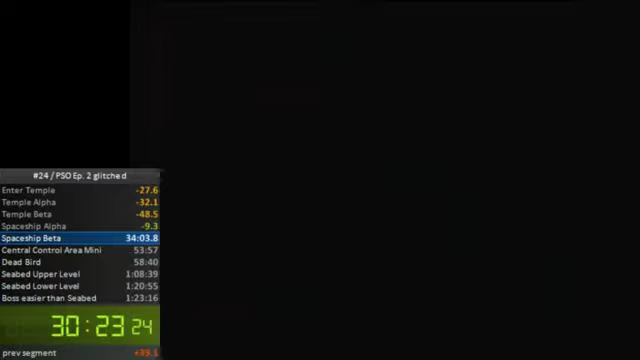 #24 / PSO Ep. 2 glitched
Enter Temple -27.6
Temple Alpha -32.1
Temple Beta -48.5
Spaceship Alpha -9.3
Spaceship Beta 34:03.8
Central Control Area Mini 53:57
Dead Bird 58:40
Seabed Upper Level 1:08:39
Seabed Lower Level 1:20:55
Boss easier than Seabed 1:23:16
30:23 24
prev segment +39.1